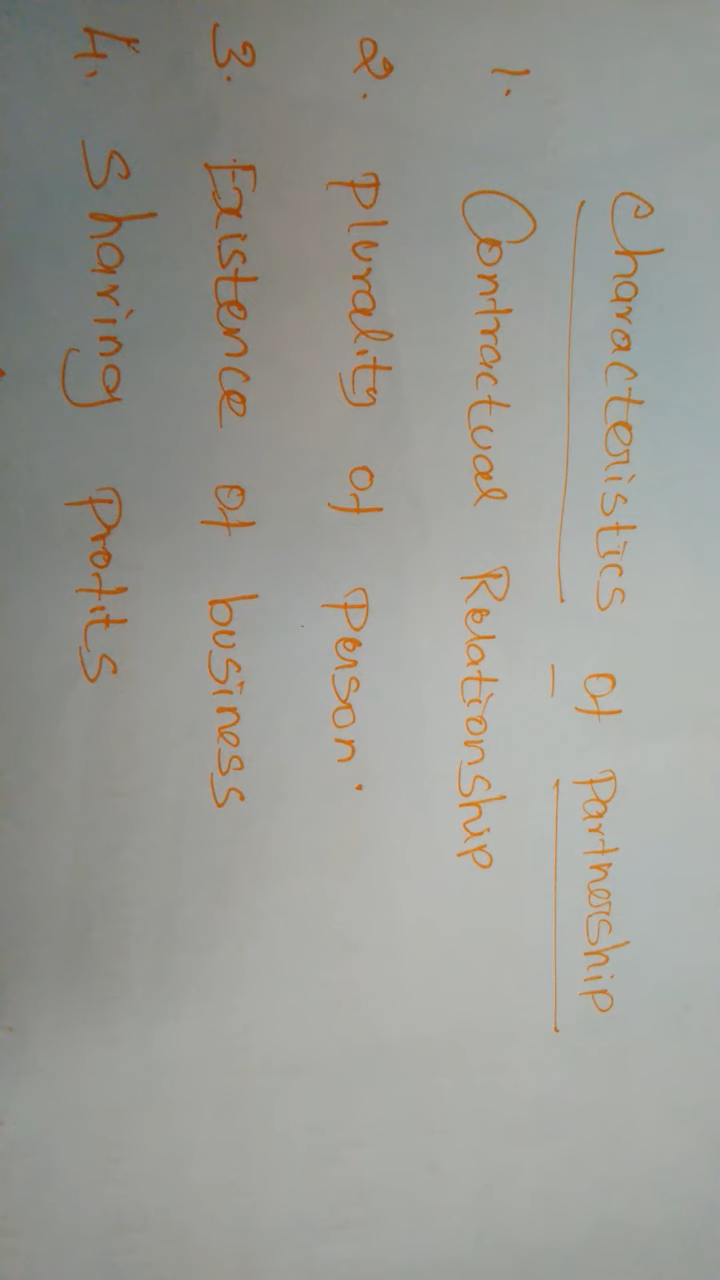 Characteristics of Partnership
1. Contractual Relationship
2. Plurality of Person.
3. Existence of business
4. Sharing Profits